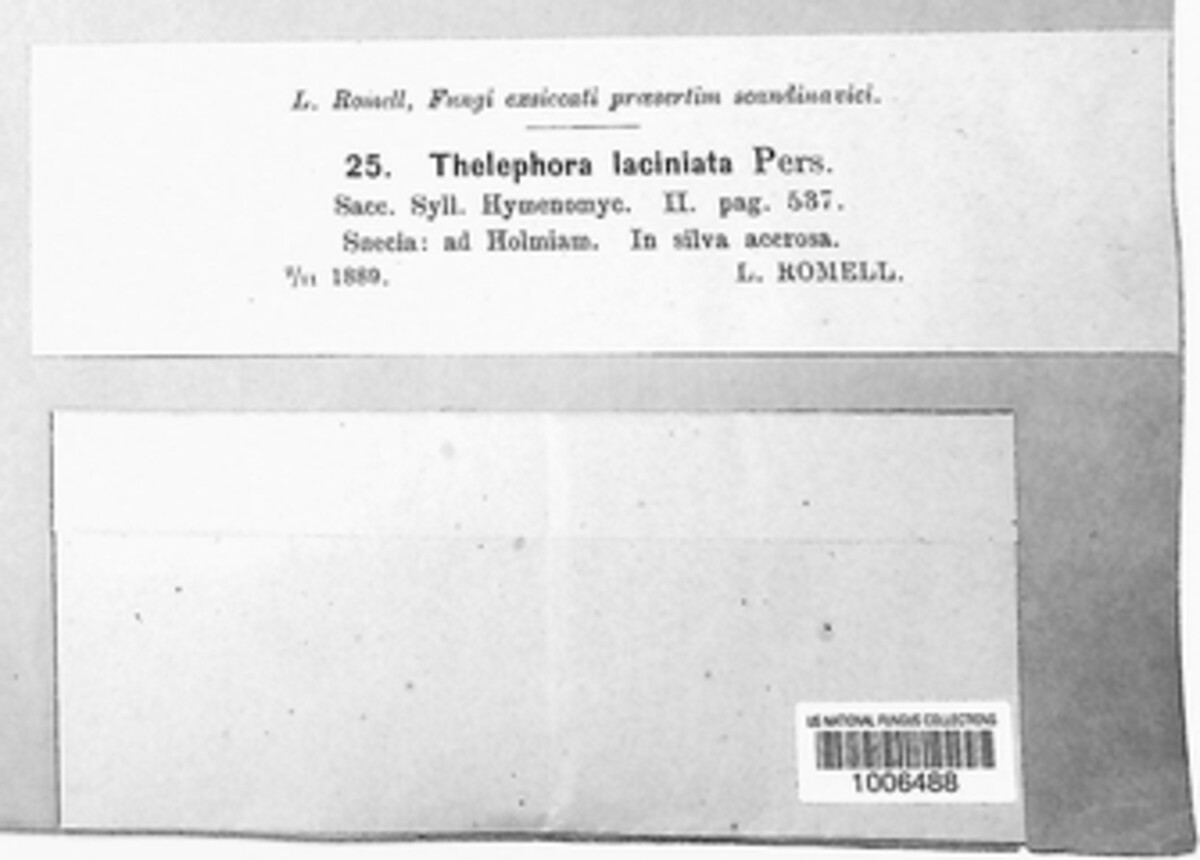 L. Romell, Fungi exsiccati præsertim scandinavici.
25. Thelephora laciniata Pers.
Sacc. Syll. Hymenomyc. II. pag. 537.
Suecia: ad Holmiam. In silva acerosa.
/11 1889. L. ROMELL.
US NATIONAL FUNGUS COLLECTIONS
1006488